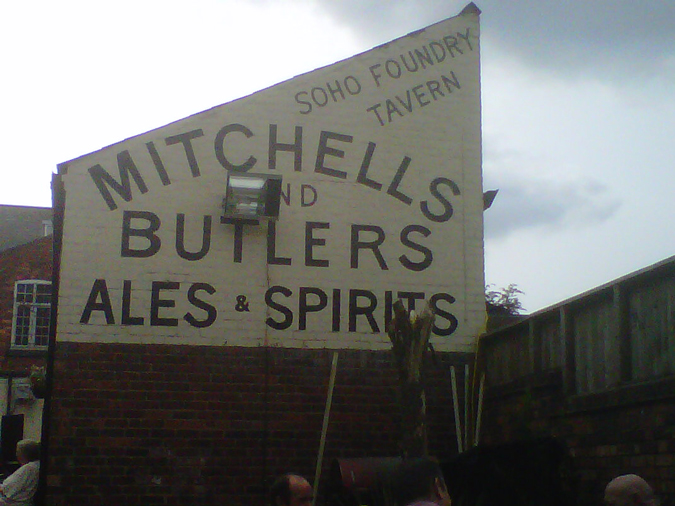 SOHO FOUNDRY
TAVERN
MITCHELLS
ND
BUTLERS
ALES & SPIRITS